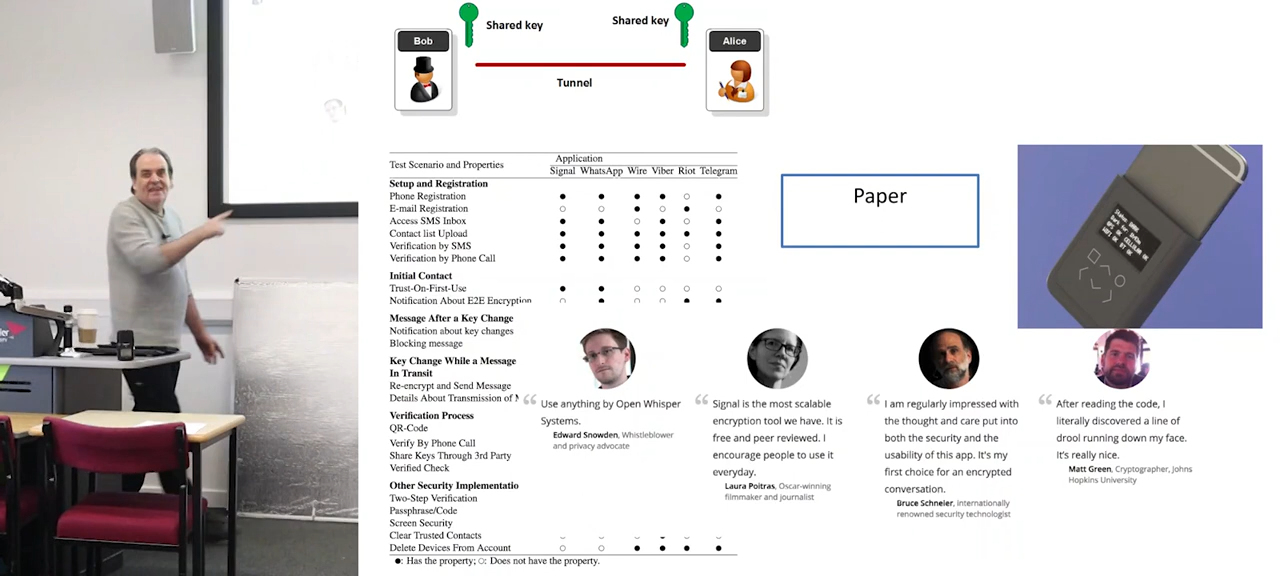 Bob
Shared key
Shared key
Alice
Tunnel
Test Scenario and Properties
Application
Signal WhatsApp Wire Viber Riot Telegram
Setup and Registration
Phone Registration ● ● ● ● ○ ●
E-mail Registration ○ ○ ● ○ ● ○
Access SMS Inbox ● ● ○ ● ○ ●
Contact list Upload ● ● ● ● ● ●
Verification by SMS ● ● ● ● ○ ●
Verification by Phone Call ● ● ● ● ○ ●
Initial Contact
Trust-On-First-Use ● ● ○ ○ ○ ○
Notification About E2E Encryption ○ ● ○ ○ ● ●
Message After a Key Change
Notification about key changes
Blocking message
Key Change While a Message
In Transit
Re-encrypt and Send Message
Details About Transmission of
Verification Process
QR-Code
Verify By Phone Call
Share Keys Through 3rd Party
Verified Check
Other Security Implementatio
Two-Step Verification
Passphrase/Code
Screen Security
Clear Trusted Contacts
Delete Devices From Account ○ ○ ● ● ● ●
●: Has the property; ○: Does not have the property.
Paper
“ Use anything by Open Whisper
Systems.
Edward Snowden, Whistleblower
and privacy advocate
“ Signal is the most scalable
encryption tool we have. It is
free and peer reviewed. I
encourage people to use it
everyday.
Laura Poitras, Oscar-winning
filmmaker and journalist
“ I am regularly impressed with
the thought and care put into
both the security and the
usability of this app. It's my
first choice for an encrypted
conversation.
Bruce Schneier, internationally
renowned security technologist
“ After reading the code, I
literally discovered a line of
drool running down my face.
It's really nice.
Matt Green, Cryptographer, Johns
Hopkins University